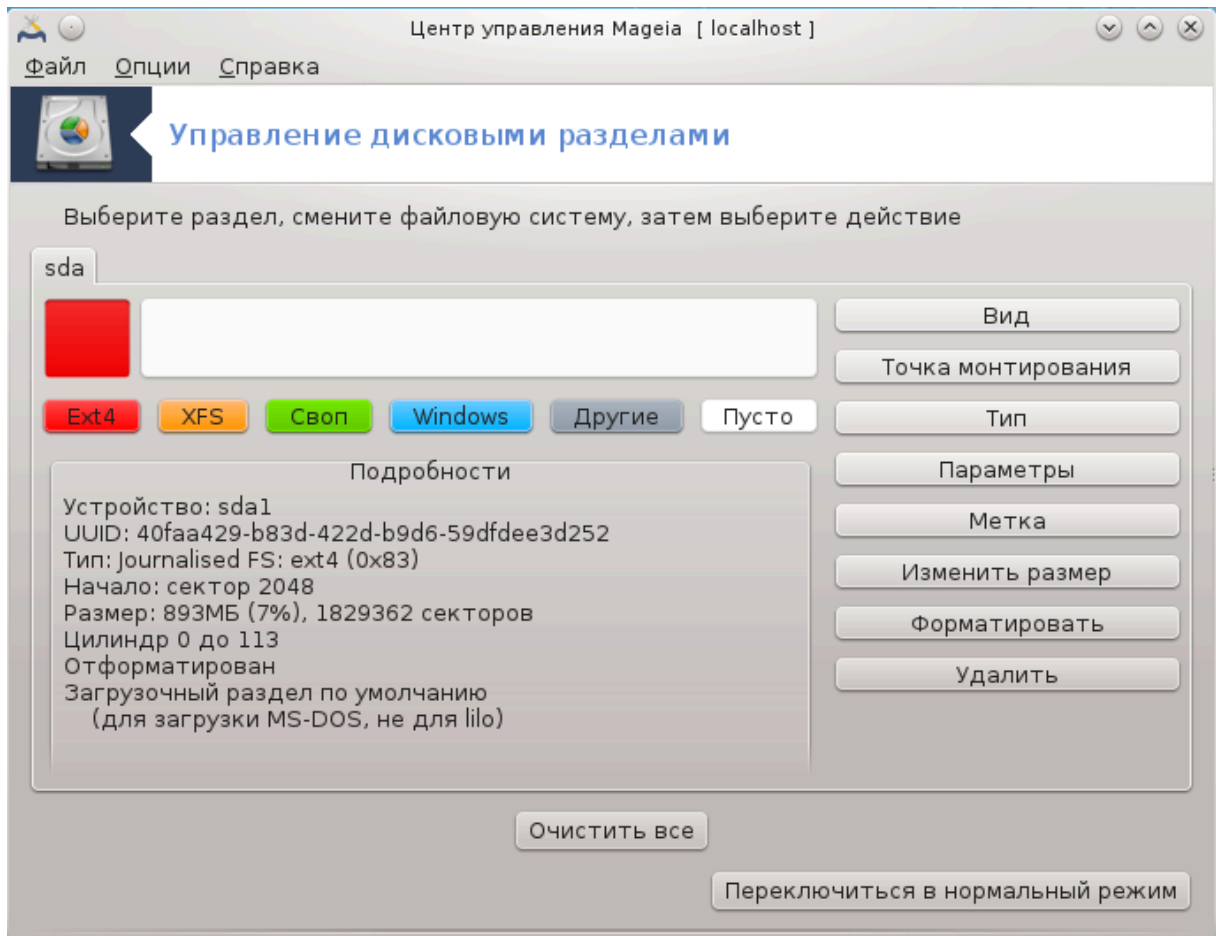 Центр управления Mageia [ localhost ]
Файл Опции Справка
Управление дисковыми разделами
Выберите раздел, смените файловую систему, затем выберите действие
sda
Вид
Точка монтирования
Ext4 XFS Своп Windows Другие Пусто
Тип
Подробности
Параметры
Устройство: sda1
UUID: 40faa429-b83d-422d-b9d6-59dfdee3d252
Метка
Тип: Journalised FS: ext4 (0x83)
Начало: сектор 2048
Изменить размер
Размер: 893МБ (7%), 1829362 секторов
Форматировать
Цилиндр 0 до 113
Отформатирован
Удалить
Загрузочный раздел по умолчанию
(для загрузки MS-DOS, не для lilo)
Очистить все
Переключиться в нормальный режим